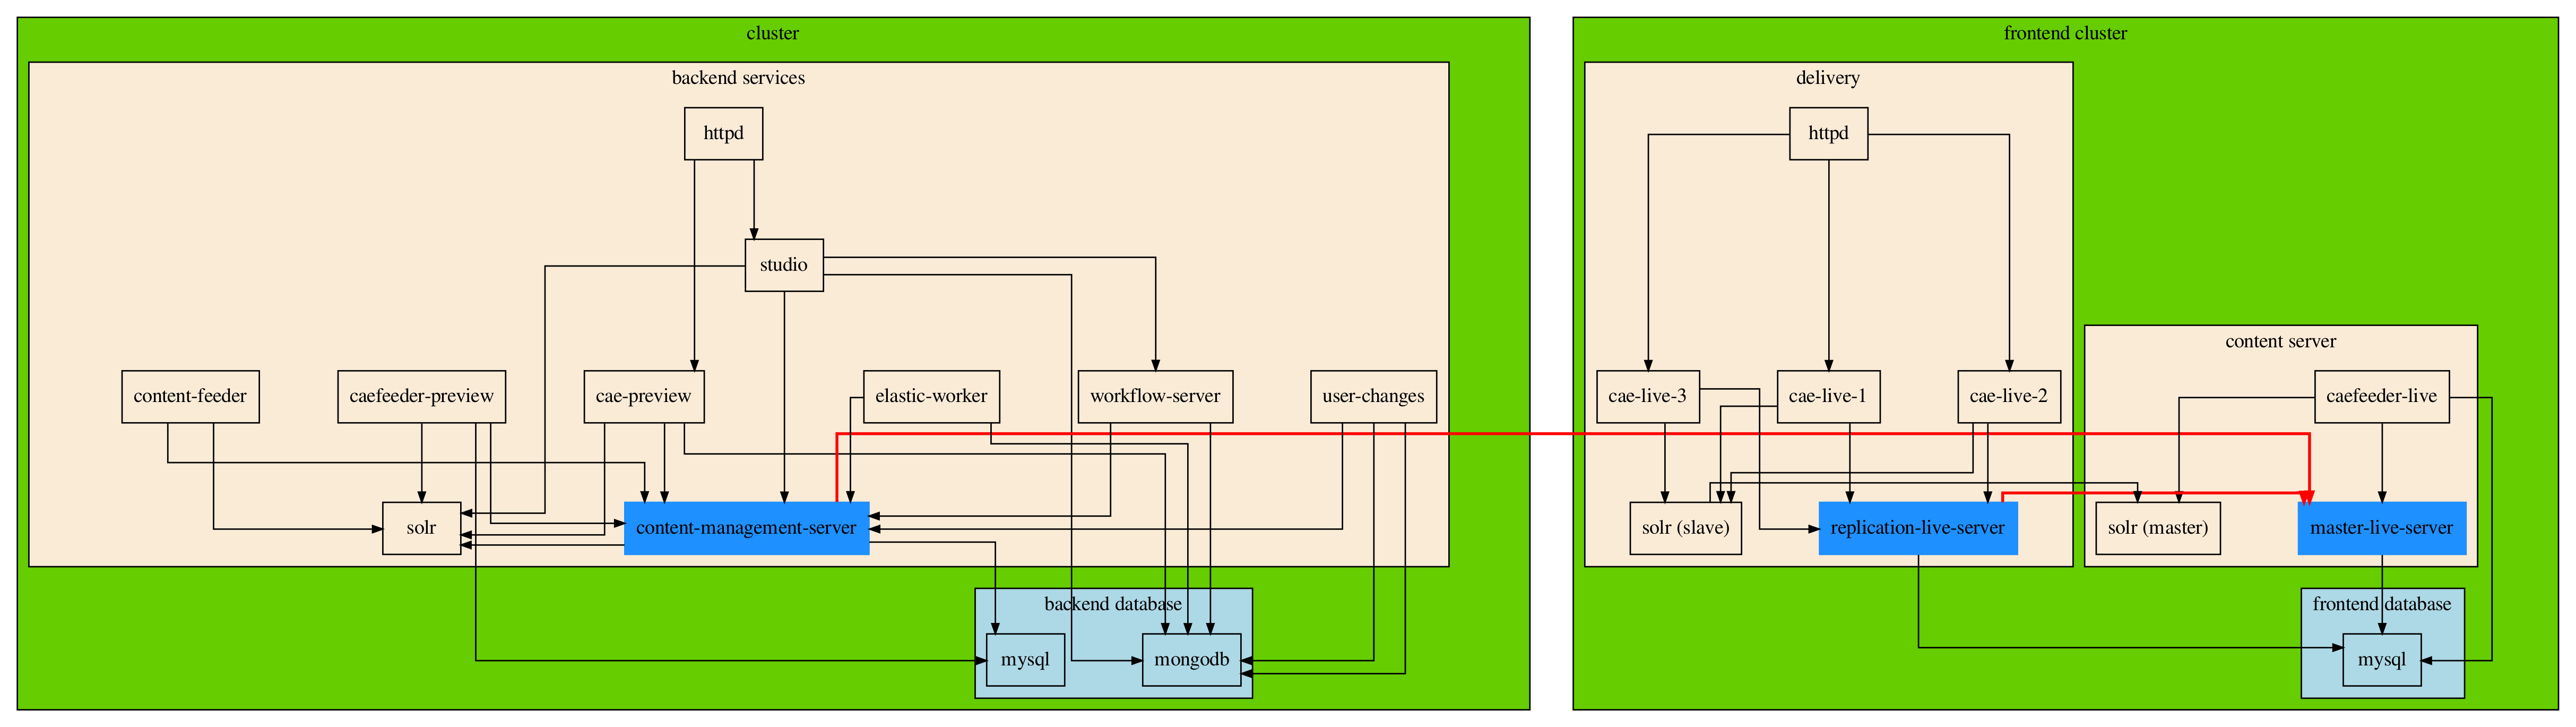 cluster
backend services
httpd
studio
content-feeder
caefeeder-preview
cae-preview
elastic-worker
workflow-server
user-changes
solr
content-management-server
backend database
mysql
mongodb
frontend cluster
delivery
httpd
cae-live-3
cae-live-1
cae-live-2
solr (slave)
replication-live-server
content server
caefeeder-live
solr (master)
master-live-server
frontend database
mysql